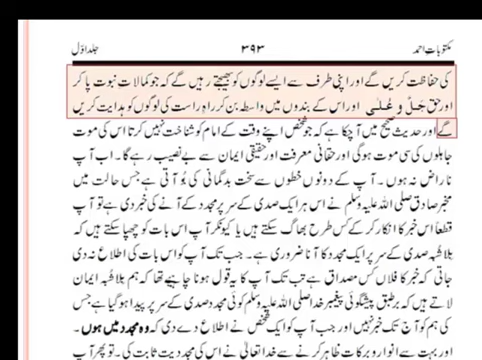 مکتوبات احمد ۳۹۳ جلد اوّل
کی حفاظت کریں گے اور اپنی طرف سے ایسے لوگوں کو بھیجتے رہیں گے کہ جو کمالاتِ نبوت پا کر
اور حق جَلّ و عُلٰی اور اس کے بندوں میں واسطہ بن کر راہِ راست کی لوگوں کو ہدایت کریں
گے اور حدیث صحیح میں آچکا ہے کہ جو شخص اپنے وقت کے امام کو شناخت نہیں کرتا اس کی موت
جاہلوں کی سی موت ہوگی اور حقانی معرفت اور حقیقی ایمان سے بے نصیب رہے گا۔ اب آپ
ناراض نہ ہوں۔ آپ کے دونوں خطوں سے سخت بدگمانی کی بُو آتی ہے جس حالت میں
مخبر صادق صلی اللہ علیہ وسلم نے اس ہر ایک صدی کے سر پر مجدد کے آنے کی خبر دی ہے تو
قطعاً اس خبر کا انکار کر کے کس طرح بھاگ سکتے ہیں یا کیونکر آپ اس بات کو چھپا سکتے ہیں کہ
بلاشبہ صدی کے سر پر ایک مجدد کا آنا ضروری ہے۔ جب تک آپ کو اس بات کی اطلاع نہ دی
جاتی کہ خبر کا فلاں کس مصداق ہے تب تک آپ کا یہ قول ہونا چاہیے تھا کہ ہم بلاشبہ ایمان
لاتے ہیں کہ بر طبق پیشگوئی پیغمبر خدا صلی اللہ علیہ وسلم کوئی مجدد صدی کے سر پر پیدا ہو گیا ہے جس
کی ہم کو آج تک خبر نہیں اور جب آپ کو ایک شخص نے اطلاع دے دی کہ وہ مجدد میں ہوں۔
اور بہت سے انوار و برکات ظاہر کرنے سے خدا تعالیٰ نے اس کی مجددیت ثابت کی۔ تو پھر آپ